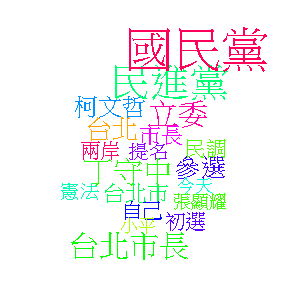 國民黨
民進黨
柯文哲 立委
台北 市長
兩岸 提名 民調
丁守中 參選
憲法 台北市 今天
自己 張顯耀
小平 初選
台北市長